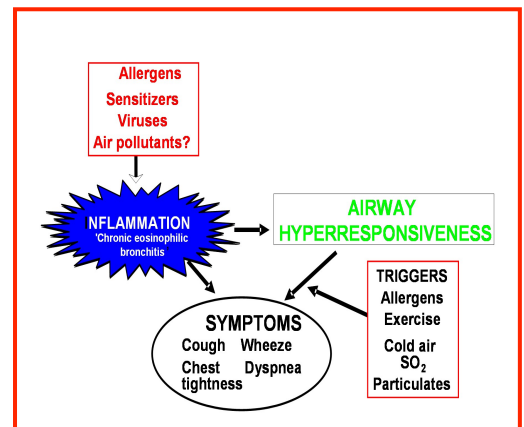 Allergens
Sensitizers
Viruses
Air pollutants?
INFLAMMATION
'Chronic eosinophilic
bronchitis
AIRWAY
HYPERRESPONSIVENESS
TRIGGERS
Allergens
Exercise
Cold air
SO₂
Particulates
SYMPTOMS
Cough Wheeze
Chest Dyspnea
tightness